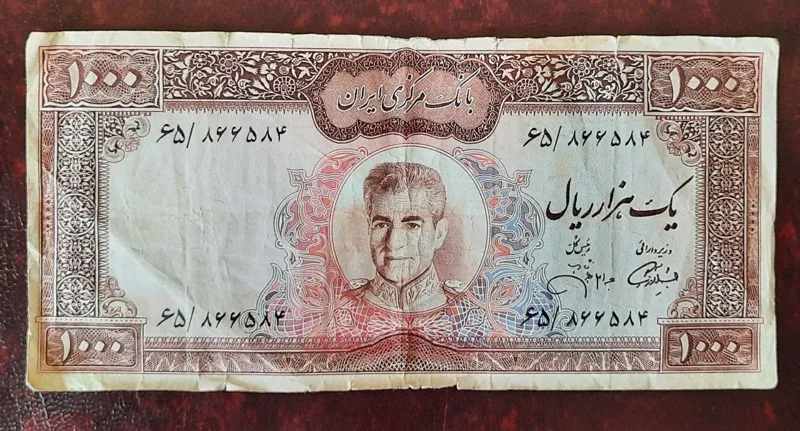 ۱۰۰۰ بانک مرکزی ایران ۱۰۰۰
۶۵/۸۶۶۵۸۴ ۶۵/۸۶۶۵۸۴
یک هزار ریال
وزیر دارائی رئیس کل
۶۵/۸۶۶۵۸۴ ۶۵/۸۶۶۵۸۴
۱۰۰۰ ۱۰۰۰